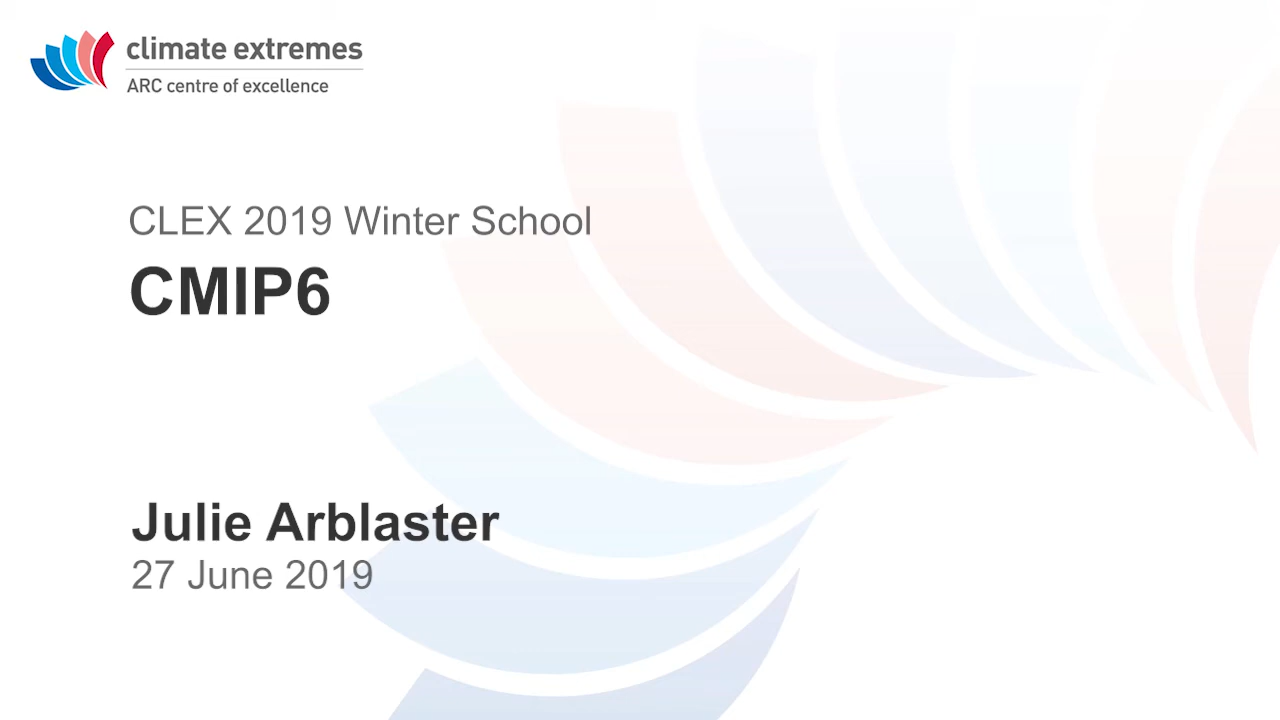 climate extremes
ARC centre of excellence
CLEX 2019 Winter School
CMIP6
Julie Arblaster
27 June 2019